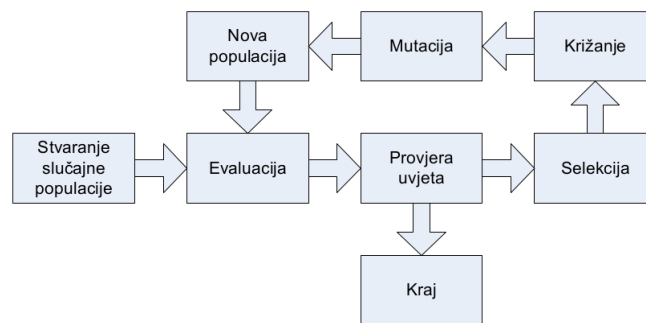 Nova
populacija
Mutacija
Križanje
Stvaranje
slučajne
populacije
Evaluacija
Provjera
uvjeta
Selekcija
Kraj